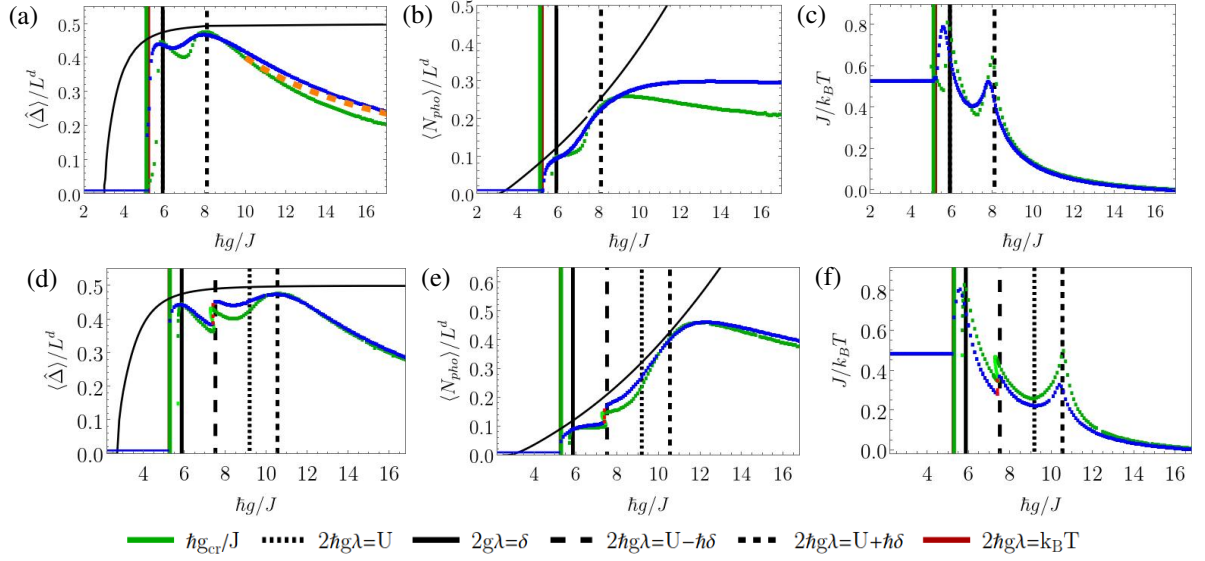 (a)
⟨Δ̂⟩/L^d
0.5
0.4
0.3
0.2
0.1
0.0
2 4 6 8 10 12 14 16
ħg/J
(b)
⟨N_pho⟩/L^d
0.5
0.4
0.3
0.2
0.1
0.0
2 4 6 8 10 12 14 16
ħg/J
(c)
J/k_BT
0.8
0.6
0.4
0.2
0.0
2 4 6 8 10 12 14 16
ħg/J
(d)
⟨Δ̂⟩/L^d
0.5
0.4
0.3
0.2
0.1
0.0
4 6 8 10 12 14 16
ħg/J
(e)
⟨N_pho⟩/L^d
0.6
0.5
0.4
0.3
0.2
0.1
0.0
4 6 8 10 12 14 16
ħg/J
(f)
J/k_BT
0.8
0.6
0.4
0.2
0.0
4 6 8 10 12 14 16
ħg/J
ħg_cr/J 2ħgλ=U 2gλ=δ 2ħgλ=U−ħδ 2ħgλ=U+ħδ 2ħgλ=k_BT